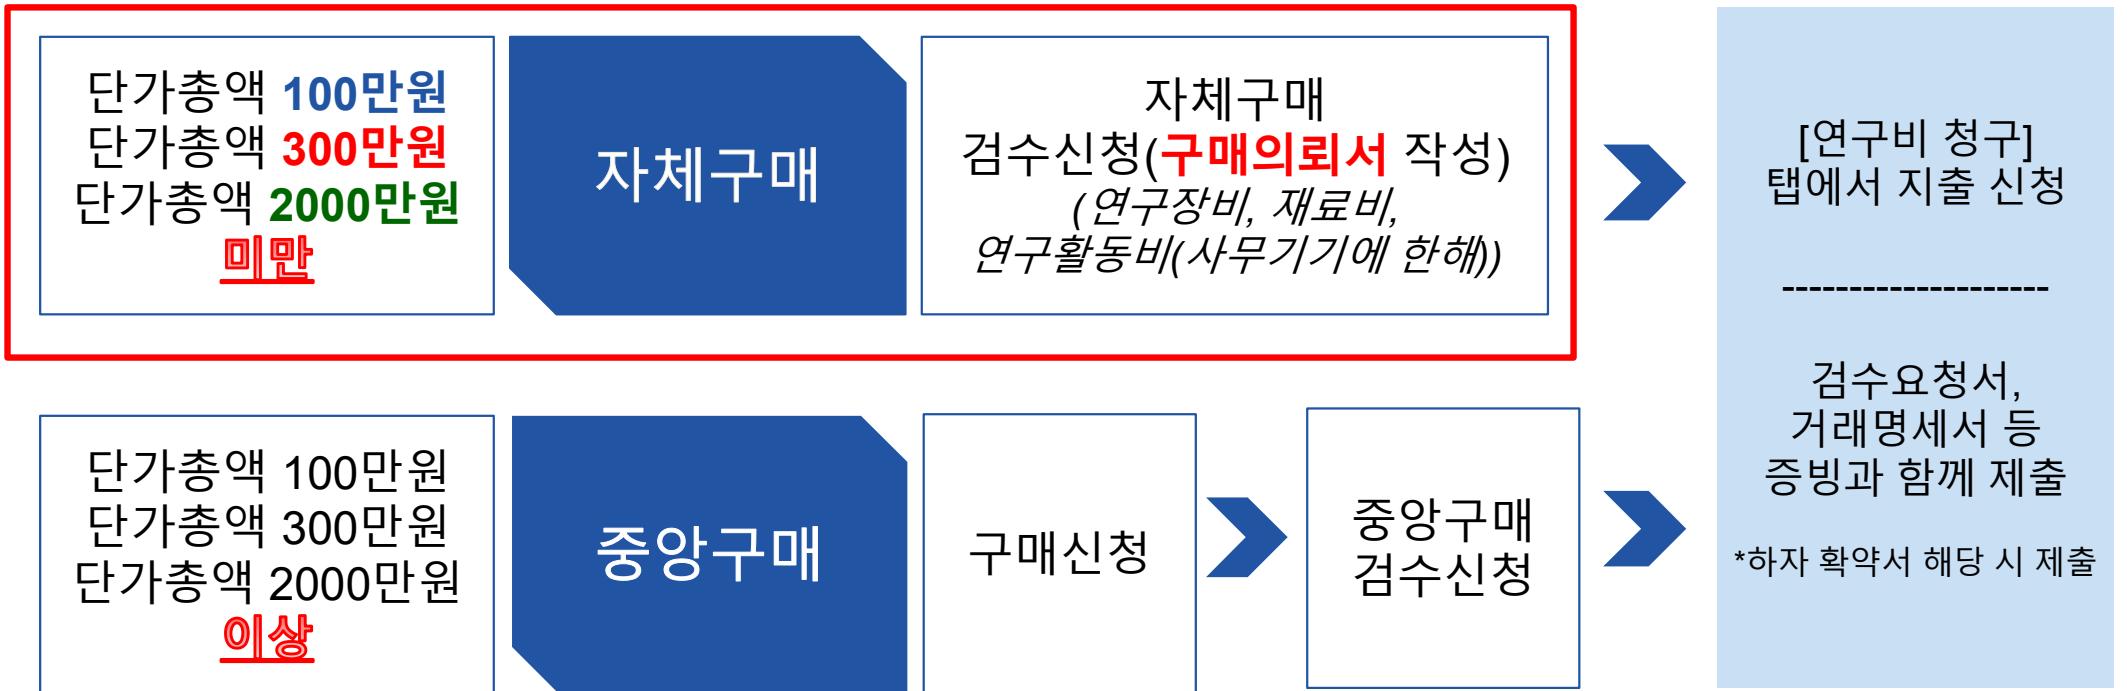 단가총액 100만원
단가총액 300만원
단가총액 2000만원
미만
자체구매
자체구매
검수신청(구매의뢰서 작성)
(연구장비, 재료비,
연구활동비(사무기기에 한해))
단가총액 100만원
단가총액 300만원
단가총액 2000만원
이상
중앙구매
구매신청
중앙구매
검수신청
[연구비 청구]
탭에서 지출 신청
--------------------
검수요청서,
거래명세서 등
증빙과 함께 제출
*하자 확약서 해당 시 제출